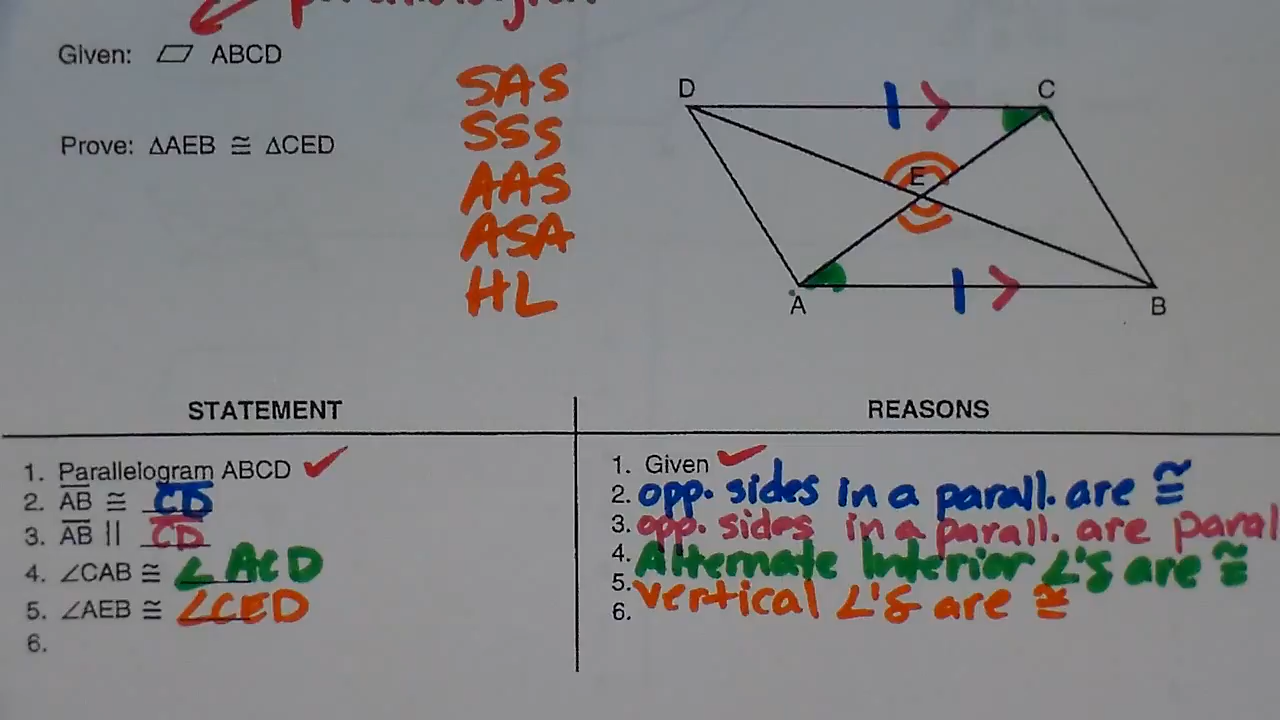 parallelogram
Given: ▱ ABCD
Prove: ΔAEB ≅ ΔCED
SAS
SSS
AAS
ASA
HL
D
C
E
A
B
STATEMENT
REASONS
1. Parallelogram ABCD
1. Given
2. AB ≅ CD
2. opp. sides in a parall. are ≅
3. AB || CD
3. opp. sides in a parall. are paral
4. ∠CAB ≅ ∠ACD
4. Alternate Interior ∠'s are ≅
5. ∠AEB ≅ ∠CED
5. vertical ∠'s are ≅
6.
6.